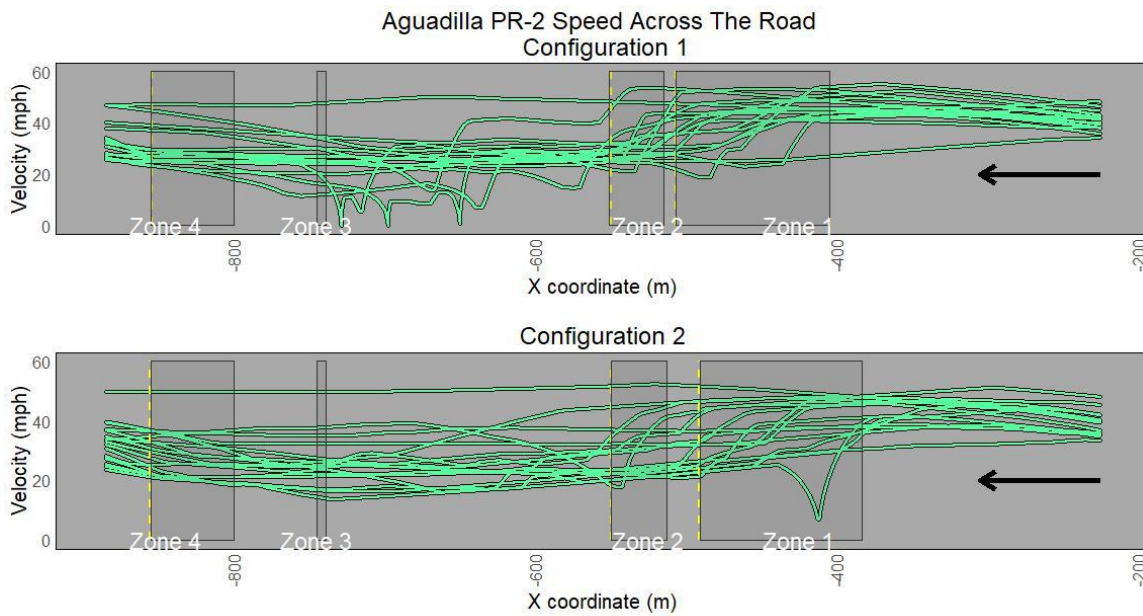 Aguadilla PR-2 Speed Across The Road
Configuration 1
Velocity (mph)
60
40
20
0
Zone 4
Zone 3
Zone 2
Zone 1
-800
-600
-400
-200
X coordinate (m)
Configuration 2
Velocity (mph)
60
40
20
0
Zone 4
Zone 3
Zone 2
Zone 1
-800
-600
-400
-200
X coordinate (m)